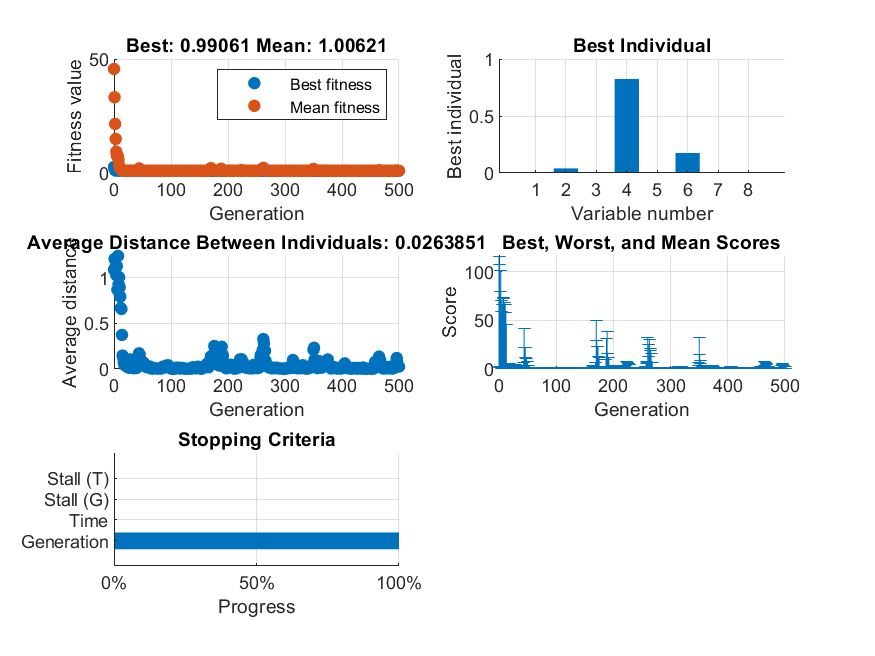 Best: 0.99061 Mean: 1.00621
Fitness value
50
0
Best fitness
Mean fitness
0 100 200 300 400 500
Generation
Best Individual
Best individual
1
0.5
0
1 2 3 4 5 6 7 8
Variable number
Average Distance Between Individuals: 0.0263851
Average distance
1
0.5
0
0 100 200 300 400 500
Generation
Best, Worst, and Mean Scores
Score
100
50
0
0 100 200 300 400 500
Generation
Stopping Criteria
Stall (T)
Stall (G)
Time
Generation
0% 50% 100%
Progress